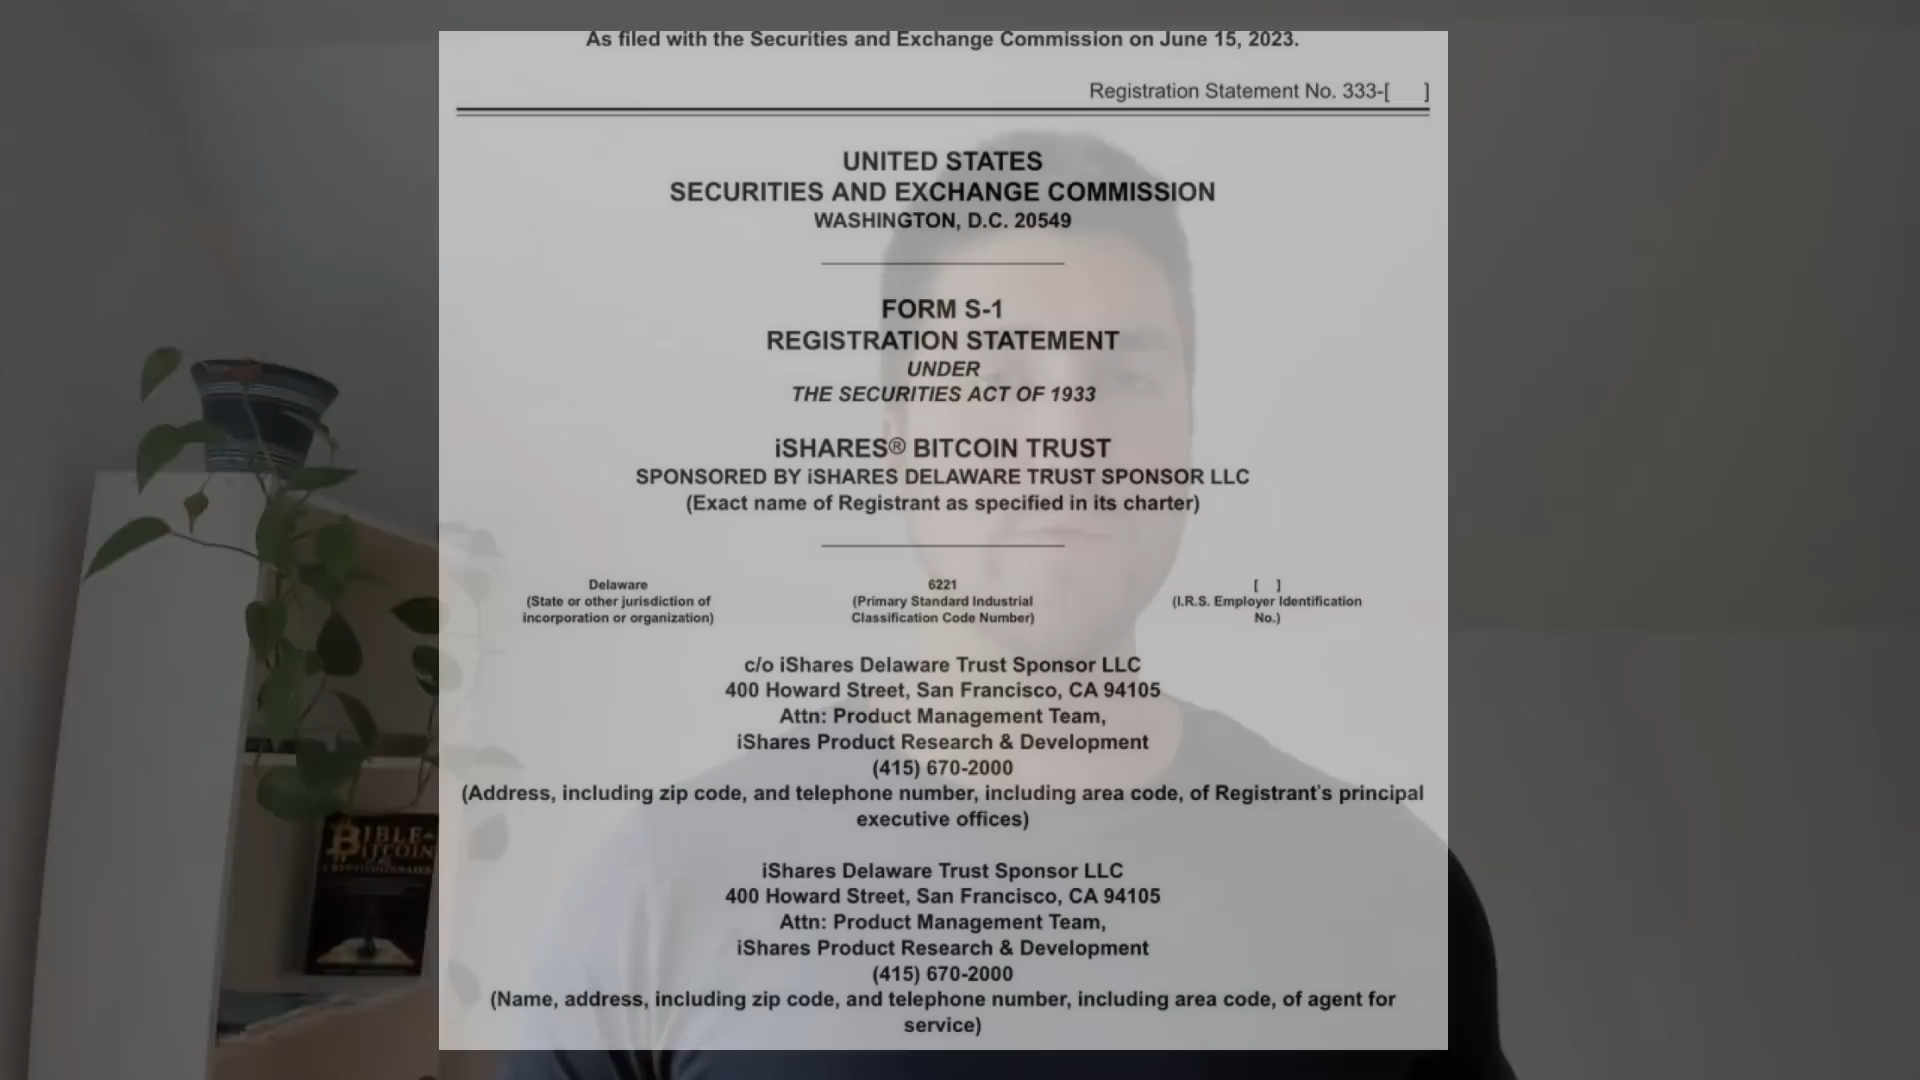 As filed with the Securities and Exchange Commission on June 15, 2023.
Registration Statement No. 333-[ ]
UNITED STATES
SECURITIES AND EXCHANGE COMMISSION
WASHINGTON, D.C. 20549
FORM S-1
REGISTRATION STATEMENT
UNDER
THE SECURITIES ACT OF 1933
iSHARES® BITCOIN TRUST
SPONSORED BY iSHARES DELAWARE TRUST SPONSOR LLC
(Exact name of Registrant as specified in its charter)
Delaware
(State or other jurisdiction of
incorporation or organization)
6221
(Primary Standard Industrial
Classification Code Number)
[ ]
(I.R.S. Employer Identification
No.)
c/o iShares Delaware Trust Sponsor LLC
400 Howard Street, San Francisco, CA 94105
Attn: Product Management Team,
iShares Product Research & Development
(415) 670-2000
(Address, including zip code, and telephone number, including area code, of Registrant's principal
executive offices)
iShares Delaware Trust Sponsor LLC
400 Howard Street, San Francisco, CA 94105
Attn: Product Management Team,
iShares Product Research & Development
(415) 670-2000
(Name, address, including zip code, and telephone number, including area code, of agent for
service)
BIBLE
BITCOIN